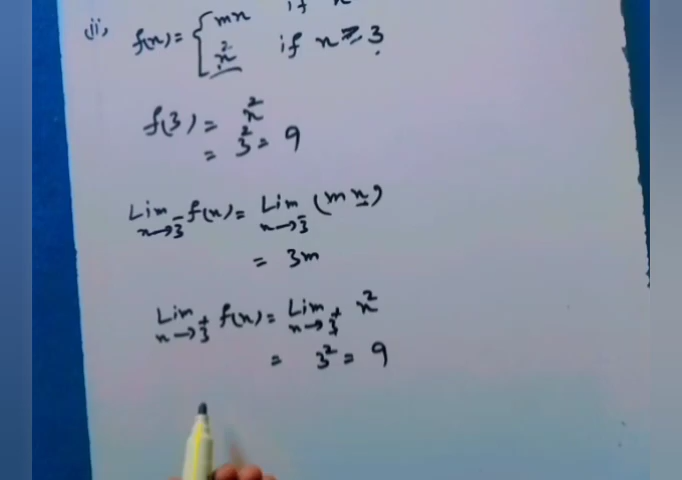 (ii), f(x) = { mx if x
x² if x ≥ 3
f(3) = x²
= 3² = 9
Lim x→3⁻ f(x) = Lim x→3⁻ (mx)
= 3m
Lim x→3⁺ f(x) = Lim x→3⁺ x²
= 3² = 9